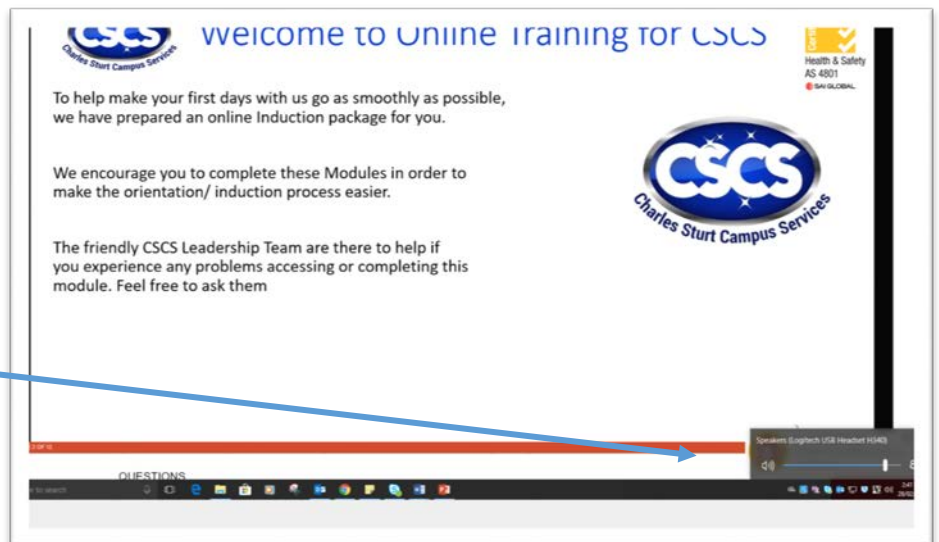 Welcome to Online Training for CSCS
Charles Sturt Campus Services
Health & Safety
AS 4801
SAI GLOBAL
To help make your first days with us go as smoothly as possible,
we have prepared an online Induction package for you.
We encourage you to complete these Modules in order to
make the orientation/ induction process easier.
CSCS
Charles Sturt Campus Services
The friendly CSCS Leadership Team are there to help if
you experience any problems accessing or completing this
module. Feel free to ask them
Speakers (Logitech USB Headset H340)
QUESTIONS